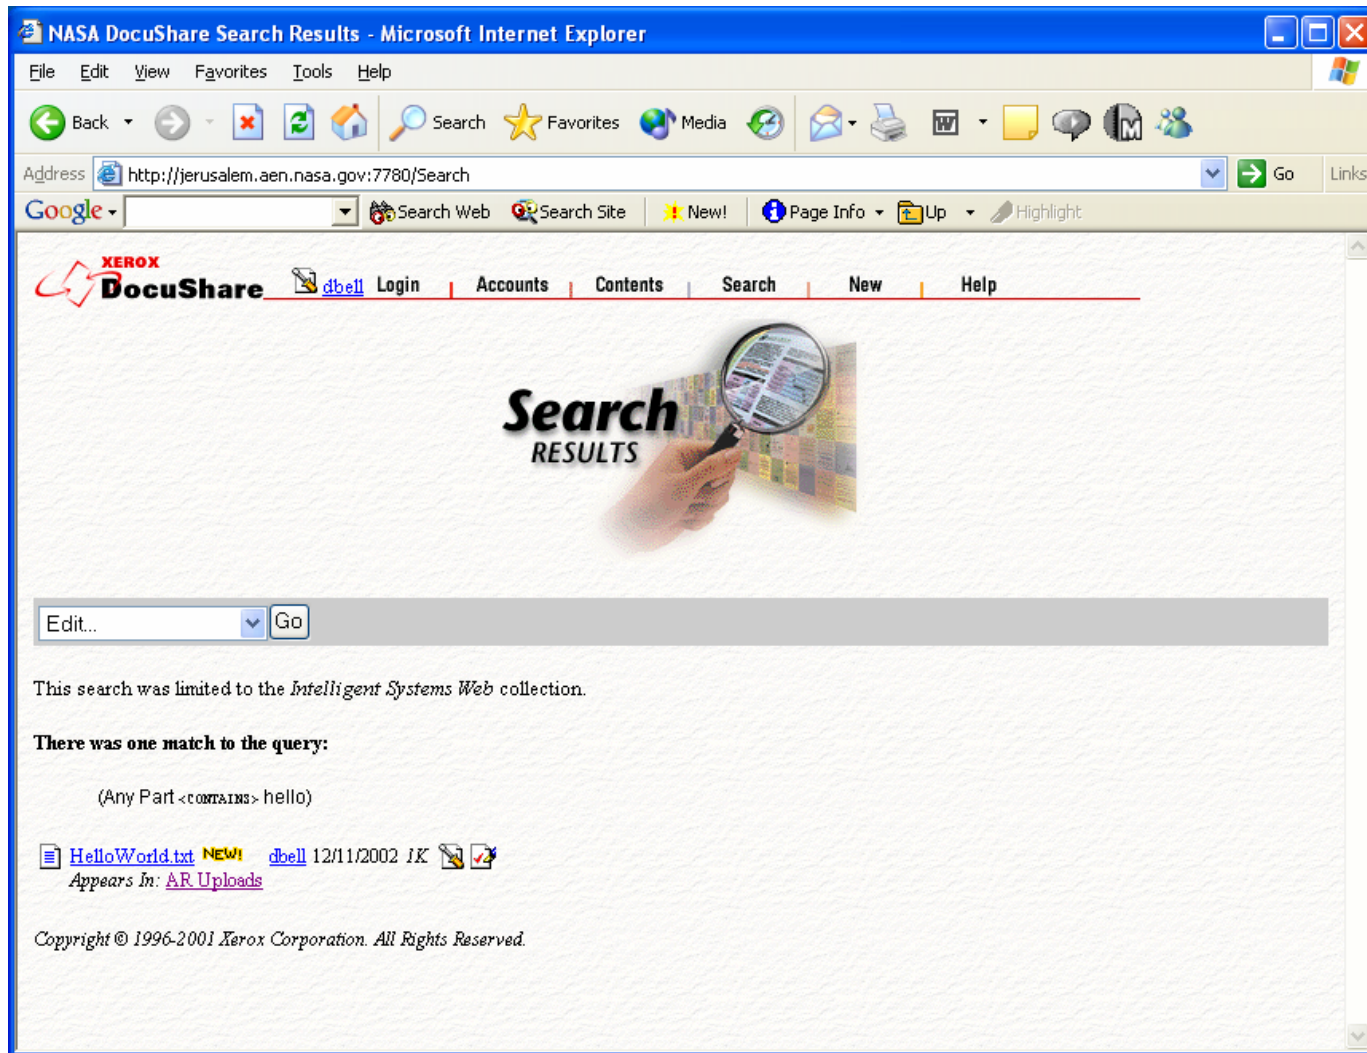 NASA DocuShare Search Results - Microsoft Internet Explorer
File Edit View Favorites Tools Help
Back Search Favorites Media
Address http://jerusalem.aen.nasa.gov:7780/Search Go Links
Google Search Web Search Site New! Page Info Up Highlight
XEROX
DocuShare dbell Login Accounts Contents Search New Help
Search
RESULTS
Edit... Go
This search was limited to the Intelligent Systems Web collection.
There was one match to the query:
(Any Part <CONTAINS> hello)
HelloWorld.txt NEW! dbell 12/11/2002 1K
Appears In: AR Uploads
Copyright © 1996-2001 Xerox Corporation. All Rights Reserved.